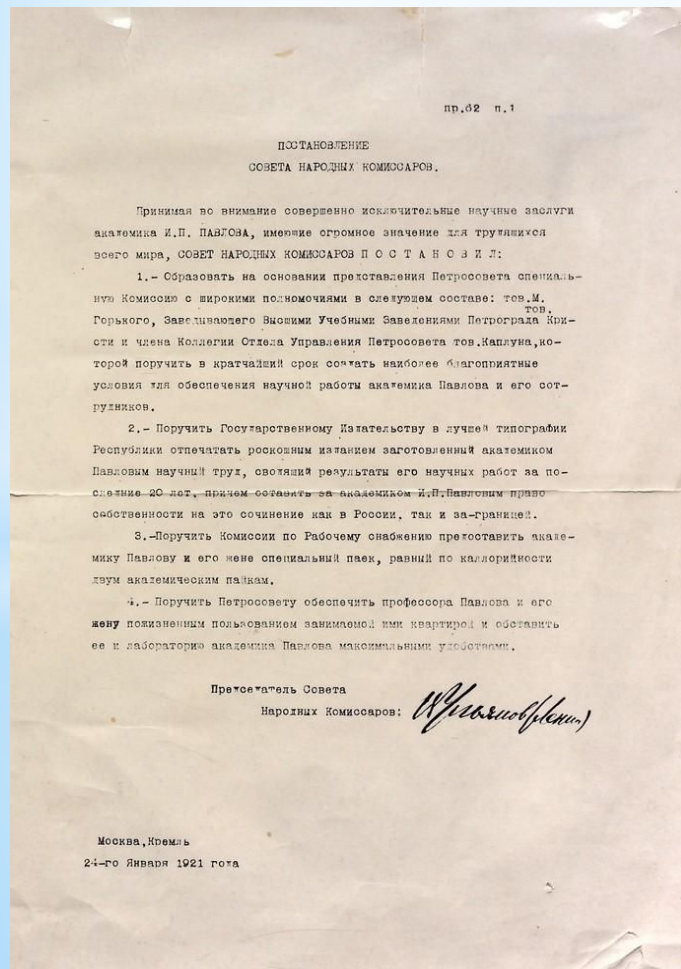 пр.62 п.1
ПОСТАНОВЛЕНИЕ
СОВЕТА НАРОДНЫХ КОМИССАРОВ.
Принимая во внимание совершенно исключительные научные заслуги
академика И.П. ПАВЛОВА, имеющие огромное значение для трудящихся
всего мира, СОВЕТ НАРОДНЫХ КОМИССАРОВ П О С Т А Н О В И Л:
1.- Образовать на основании представления Петросовета специаль-
ную Комиссию с широкими полномочиями в следующем составе: тов.М.
тов.
Горького, Заведывающего Высшими Учебными Заведениями Петрограда Кри-
сти и члена Коллегии Отдела Управления Петросовета тов.Каплуна,ко-
торой поручить в кратчайший срок создать наиболее благоприятные
условия для обеспечения научной работы академика Павлова и его сот-
рудников.
2.- Поручить Государственному Издательству в лучшей типографии
Республики отпечатать роскошным изданием заготовленный академиком
Павловым научный труд, сводящий результаты его научных работ за по-
следние 20 лет, причем оставить за академиком И.П.Павловым право
собственности на это сочинение как в России, так и за-границей.
3.-Поручить Комиссии по Рабочему снабжению предоставить акаде-
мику Павлову и его жене специальный паек, равный по каллорийности
двум академическим пайкам.
4.- Поручить Петросовету обеспечить профессора Павлова и его
жену пожизненным пользованием занимаемой ими квартирой и обставить
ее и лабораторию академика Павлова максимальными удобствами.
Председатель Совета
Народных Комиссаров: В.Ульянов(Ленин)
Москва,Кремль
24-го Января 1921 года